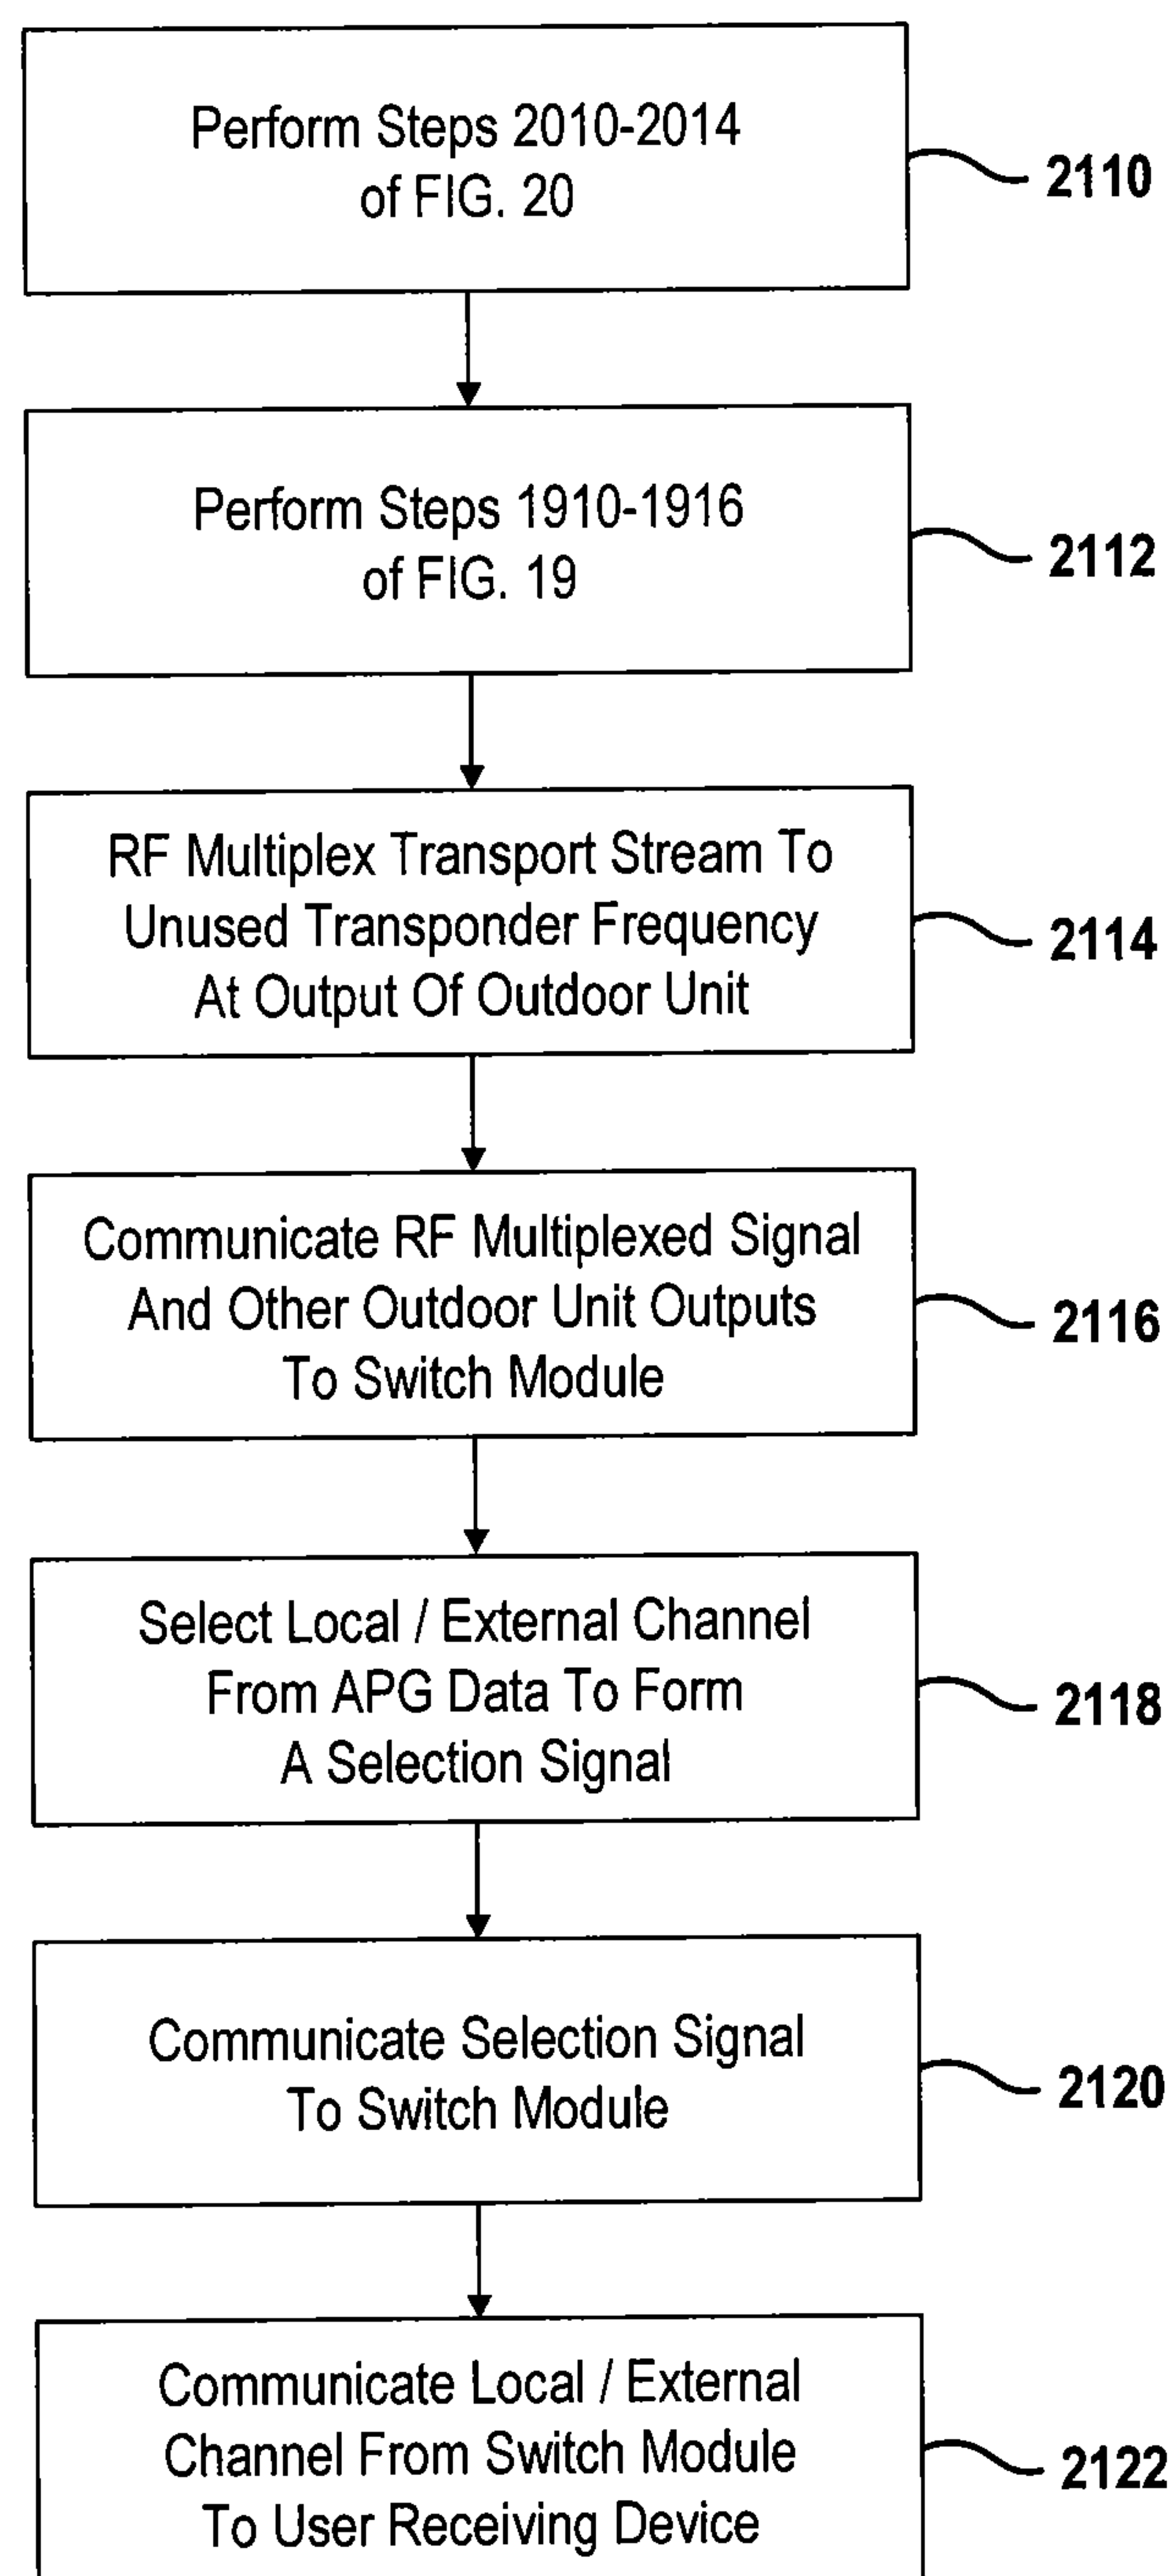 Perform Steps 2010-2014
of FIG. 20
2110
Perform Steps 1910-1916
of FIG. 19
2112
RF Multiplex Transport Stream To
Unused Transponder Frequency
At Output Of Outdoor Unit
2114
Communicate RF Multiplexed Signal
And Other Outdoor Unit Outputs
To Switch Module
2116
Select Local / External Channel
From APG Data To Form
A Selection Signal
2118
Communicate Selection Signal
To Switch Module
2120
Communicate Local / External
Channel From Switch Module
To User Receiving Device
2122